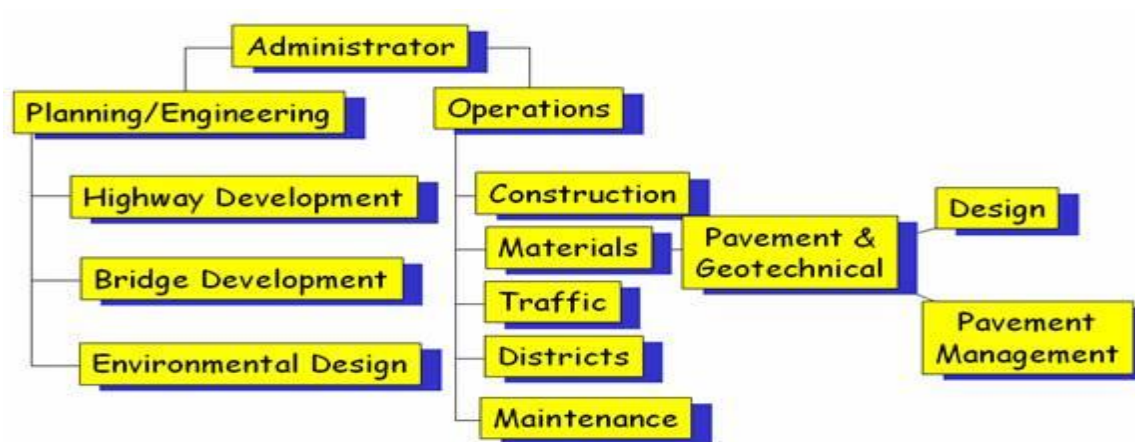 Administrator
Planning/Engineering
Operations
Highway Development
Bridge Development
Environmental Design
Construction
Materials
Traffic
Districts
Maintenance
Pavement &
Geotechnical
Design
Pavement
Management